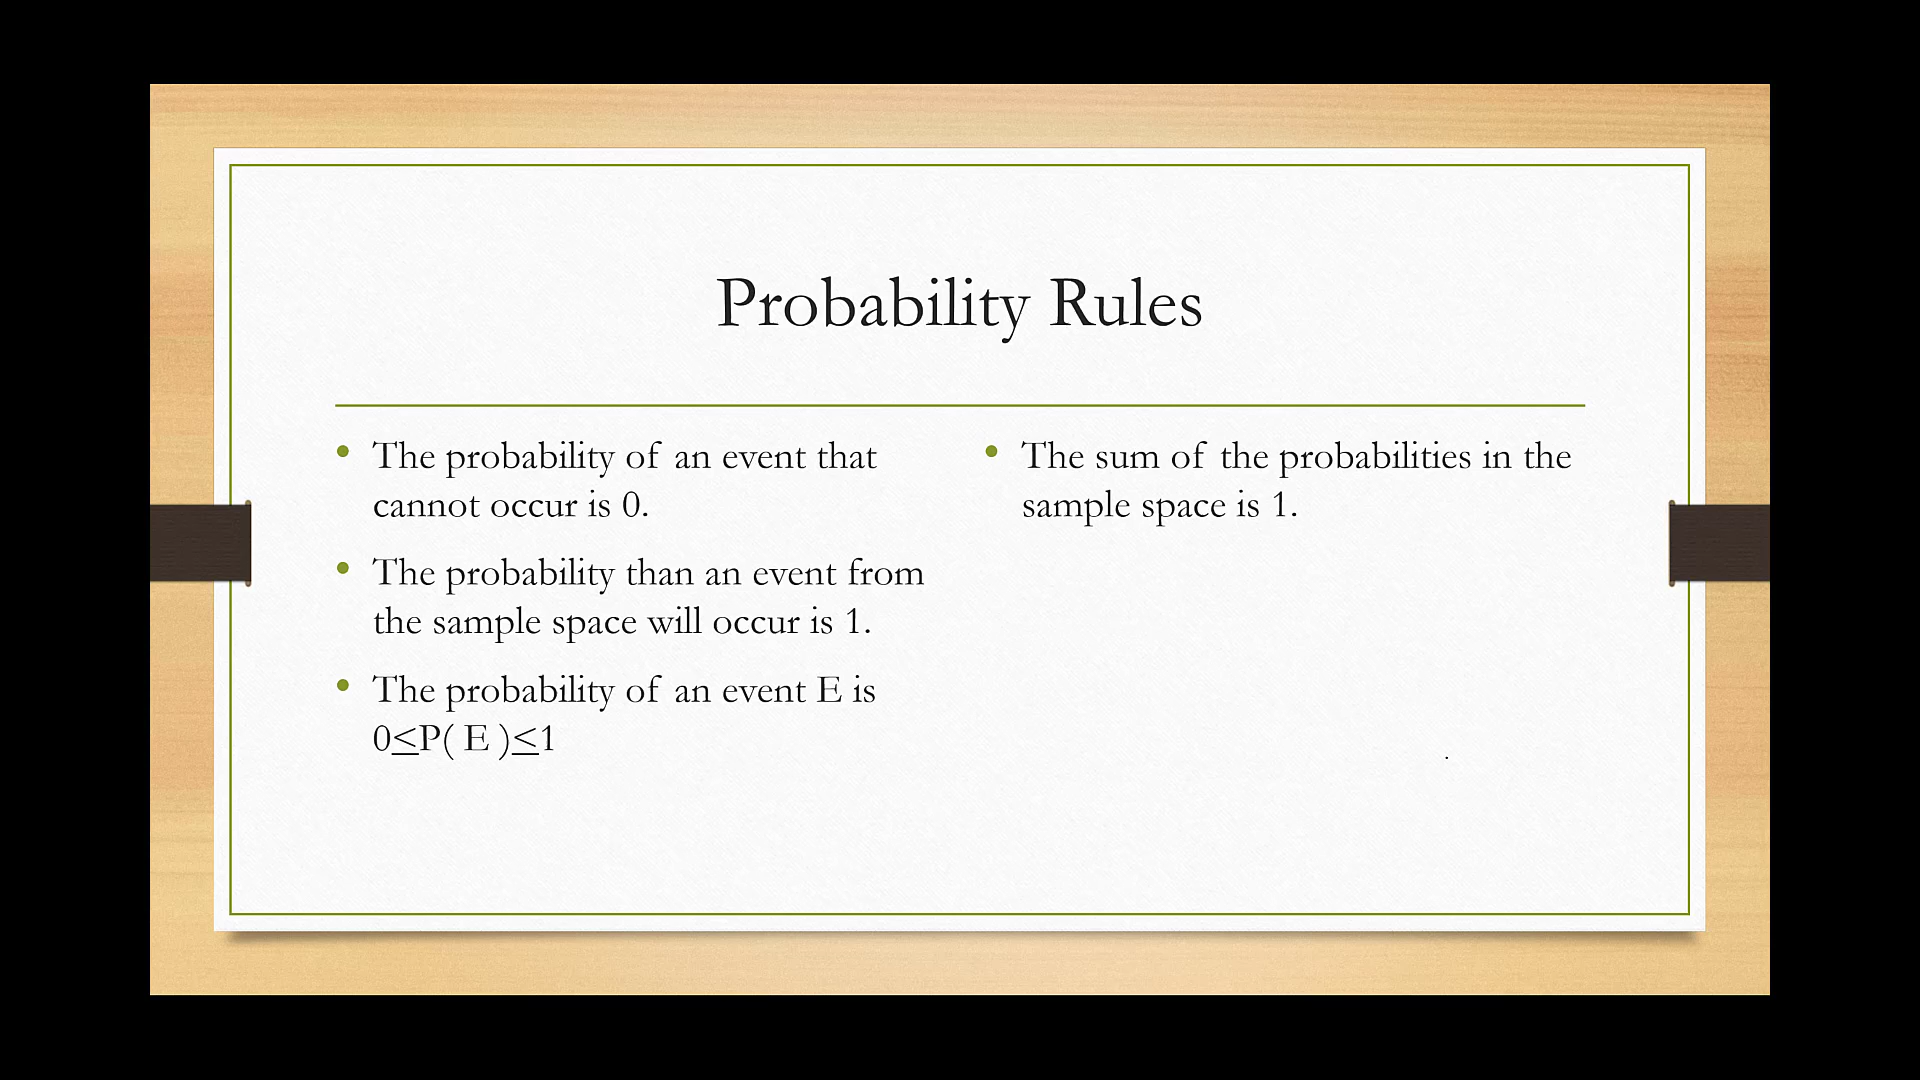 Probability Rules
• The probability of an event that
cannot occur is 0.
• The probability than an event from
the sample space will occur is 1.
• The probability of an event E is
0≤P( E )≤1
• The sum of the probabilities in the
sample space is 1.